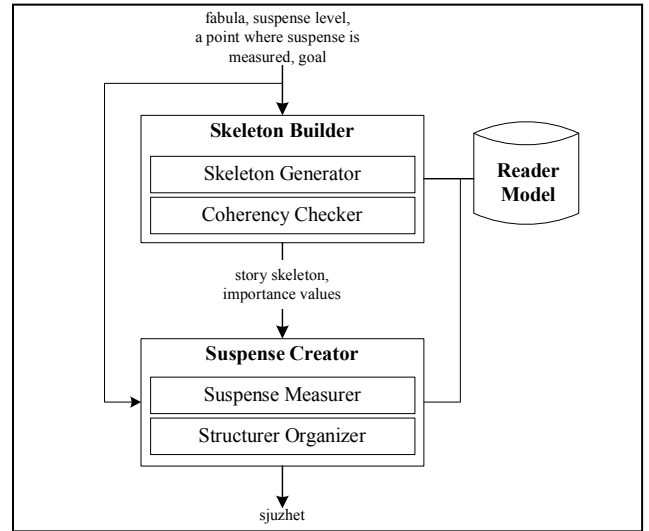 fabula, suspense level,
a point where suspense is
measured, goal
Skeleton Builder
Skeleton Generator
Coherency Checker
Reader
Model
story skeleton,
importance values
Suspense Creator
Suspense Measurer
Structurer Organizer
sjuzhet